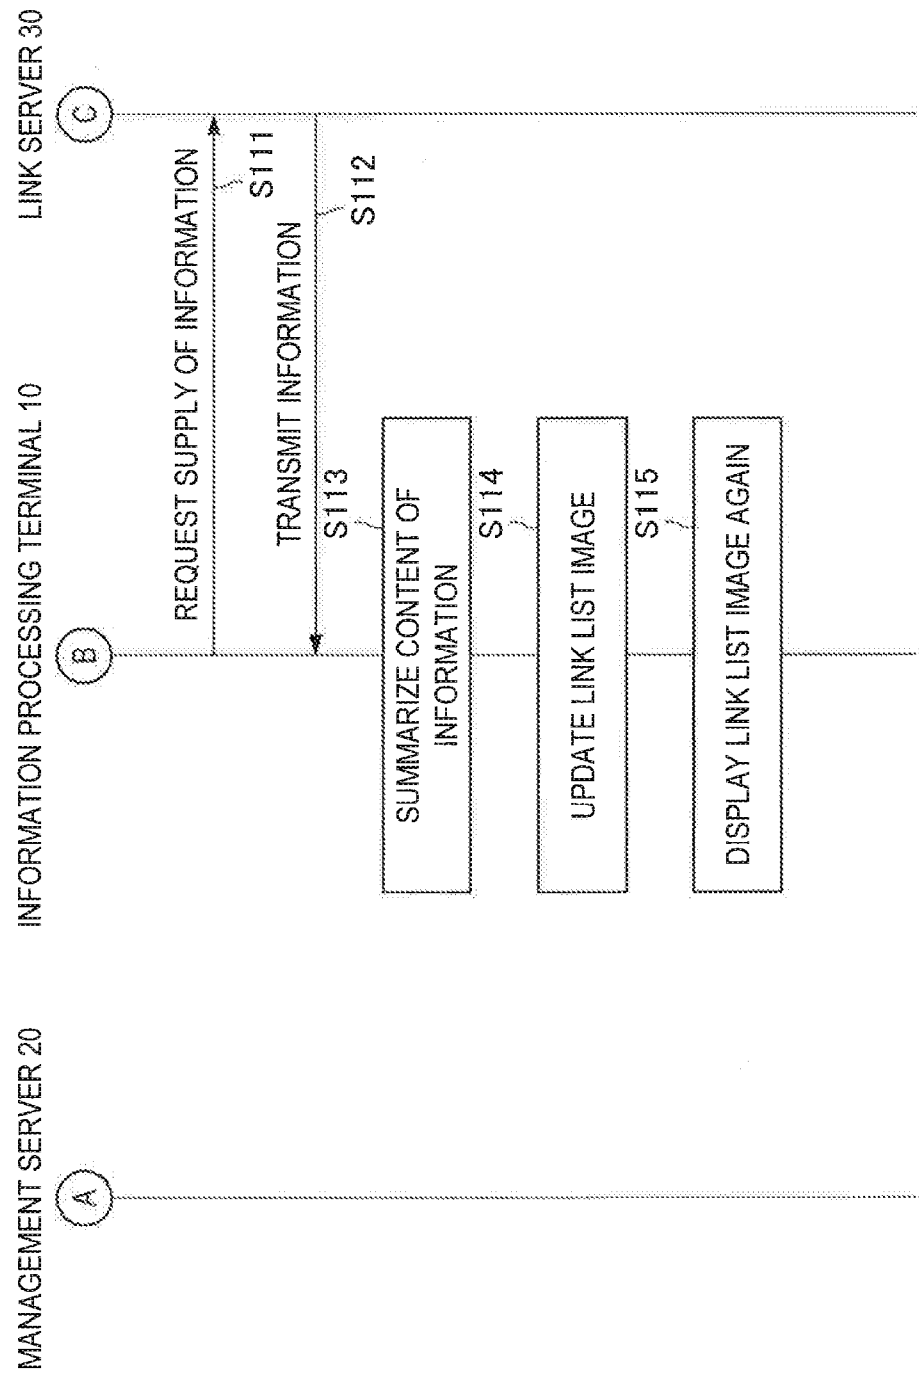 MANAGEMENT SERVER 20
INFORMATION PROCESSING TERMINAL 10
LINK SERVER 30
A
B
C
REQUEST SUPPLY OF INFORMATION
S111
TRANSMIT INFORMATION
S112
S113
SUMMARIZE CONTENT OF
INFORMATION
S114
UPDATE LINK LIST IMAGE
S115
DISPLAY LINK LIST IMAGE AGAIN